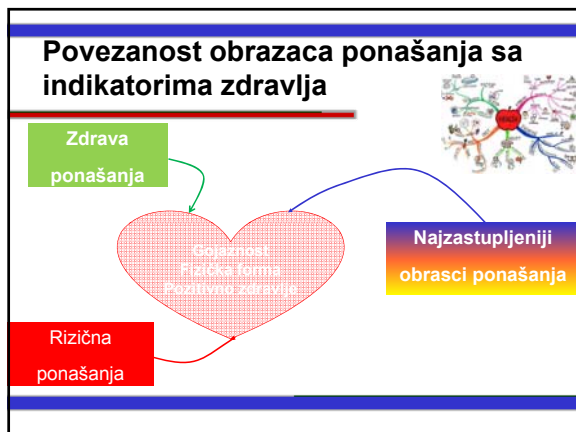 Povezanost obrazaca ponašanja sa
indikatorima zdravlja
Zdrava
ponašanja
Gojaznost
Fizička forma
Pozitivno zdravlje
Najzastupljeniji
obrasci ponašanja
Rizična
ponašanja